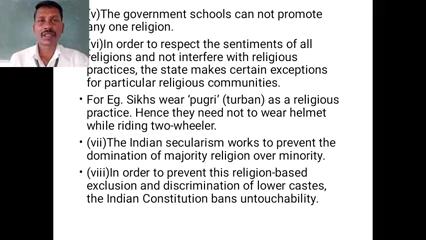 (v)The government schools can not promote
any one religion.
(vi)In order to respect the sentiments of all
religions and not interfere with religious
practices, the state makes certain exceptions
for particular religious communities.
• For Eg. Sikhs wear ‘pugri’ (turban) as a religious
practice. Hence they need not to wear helmet
while riding two-wheeler.
• (vii)The Indian secularism works to prevent the
domination of majority religion over minority.
• (viii)In order to prevent this religion-based
exclusion and discrimination of lower castes,
the Indian Constitution bans untouchability.